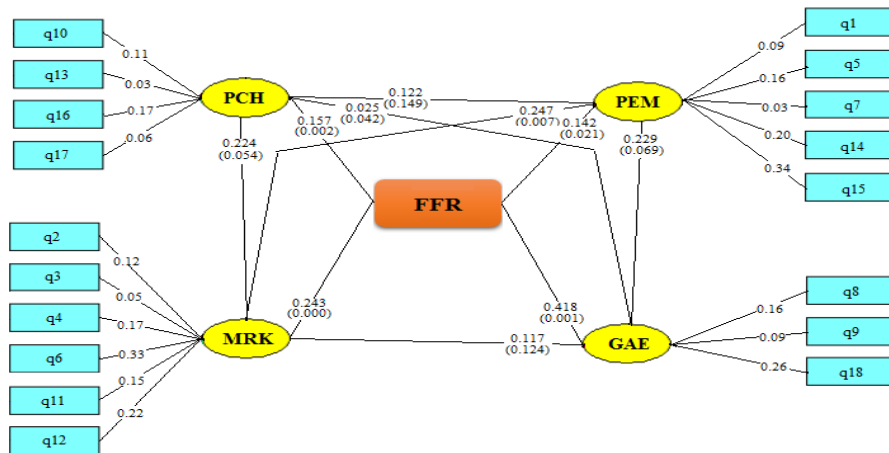 q10
q13
q16
q17
0.11
0.03
0.17
0.06
PCH
q1
q5
q7
q14
q15
0.09
0.16
0.03
0.20
0.34
PEM
0.122
(0.149)
0.025
(0.042)
0.157
(0.002)
0.247
(0.007)
0.142
(0.021)
0.224
(0.054)
0.229
(0.069)
FFR
q2
q3
q4
q6
q11
q12
0.12
0.05
0.17
0.33
0.15
0.22
MRK
0.243
(0.000)
0.418
(0.001)
0.117
(0.124)
GAE
q8
q9
q18
0.16
0.09
0.26